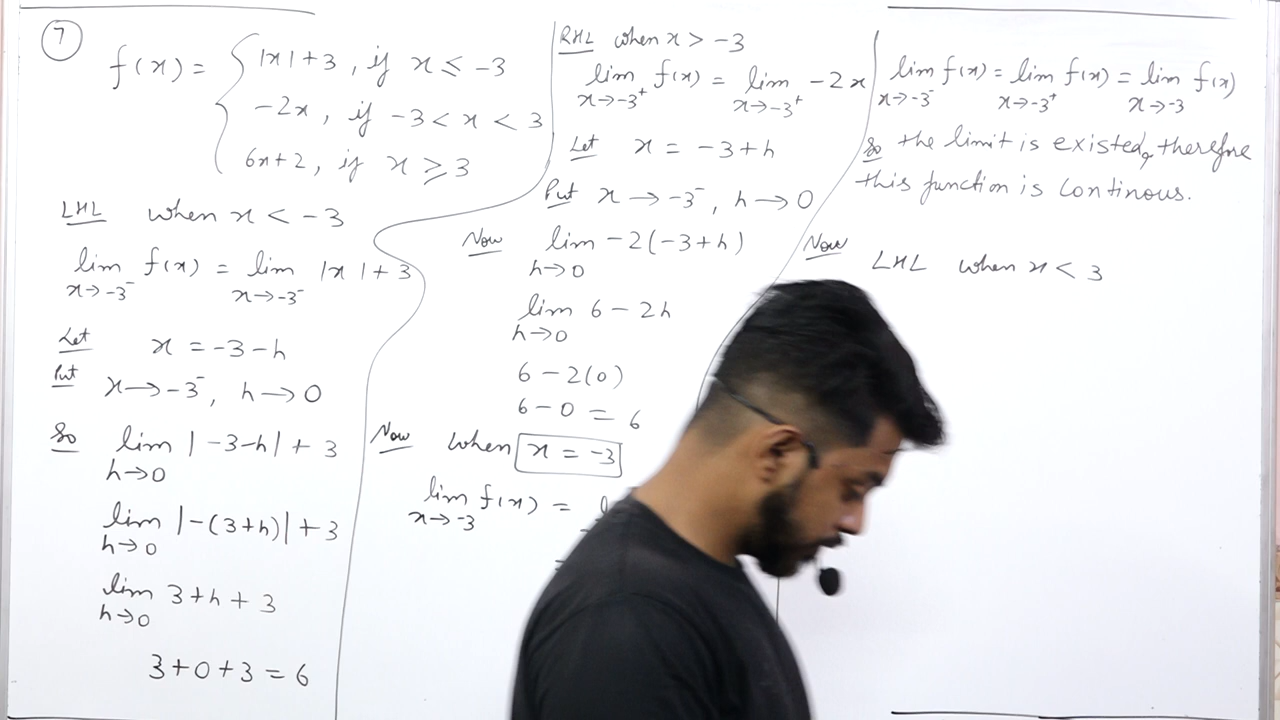 7
f(x) = { |x|+3, if x ≤ -3
-2x, if -3 < x < 3
6x+2, if x ≥ 3
LHL when x < -3
lim x→-3⁻ f(x) = lim x→-3⁻ |x|+3
Let x = -3-h
Put x→-3⁻, h→0
So lim h→0 |-3-h| + 3
lim h→0 |-(3+h)| + 3
lim h→0 3+h+3
3+0+3 = 6
RHL when x > -3
lim x→-3⁺ f(x) = lim x→-3⁺ -2x
Let x = -3+h
Put x→-3⁻, h→0
Now lim h→0 -2(-3+h)
lim h→0 6-2h
6-2(0)
6-0 = 6
Now when x = -3
lim x→-3 f(x) =
=
lim x→-3⁻ f(x) = lim x→-3⁺ f(x) = lim x→-3 f(x)
So the limit is existed, therefore
this function is continous.
Now LHL when x < 3